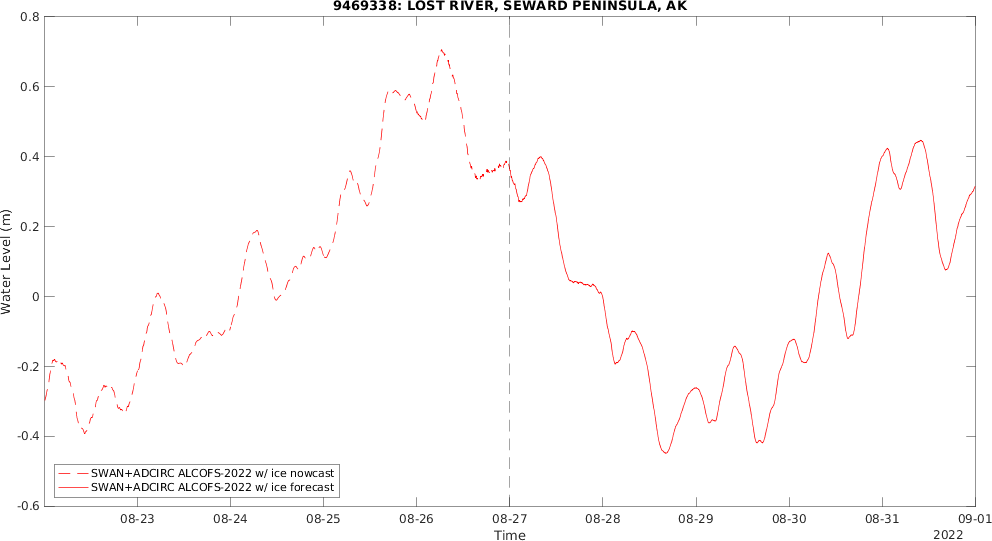 9469338: LOST RIVER, SEWARD PENINSULA, AK
0.8
0.6
0.4
0.2
0
-0.2
-0.4
-0.6
Water Level (m)
SWAN+ADCIRC ALCOFS-2022 w/ ice nowcast
SWAN+ADCIRC ALCOFS-2022 w/ ice forecast
08-23 08-24 08-25 08-26 08-27 08-28 08-29 08-30 08-31 09-01
Time
2022